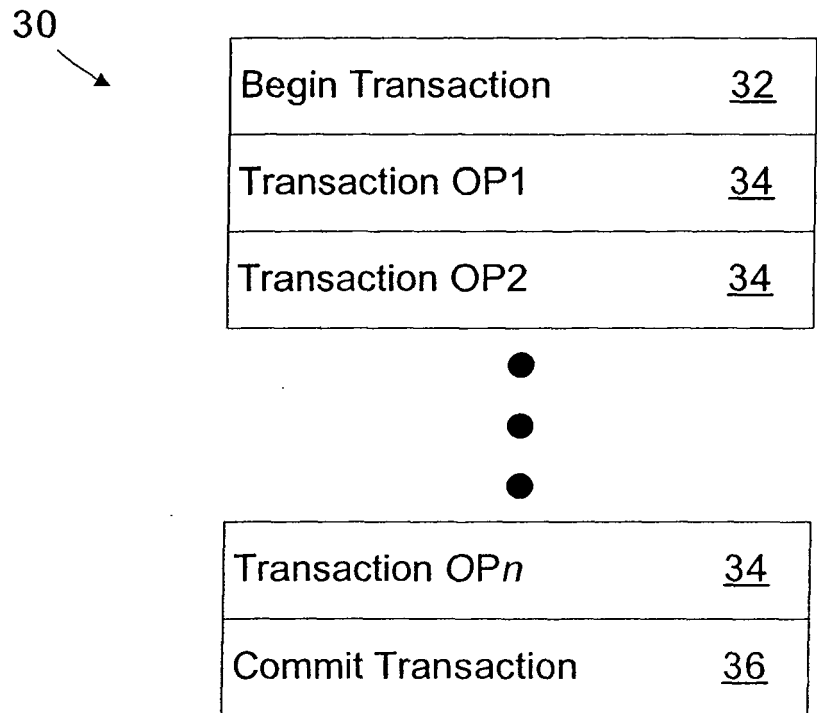 30
Begin Transaction 32
Transaction OP1 34
Transaction OP2 34
Transaction OPn 34
Commit Transaction 36